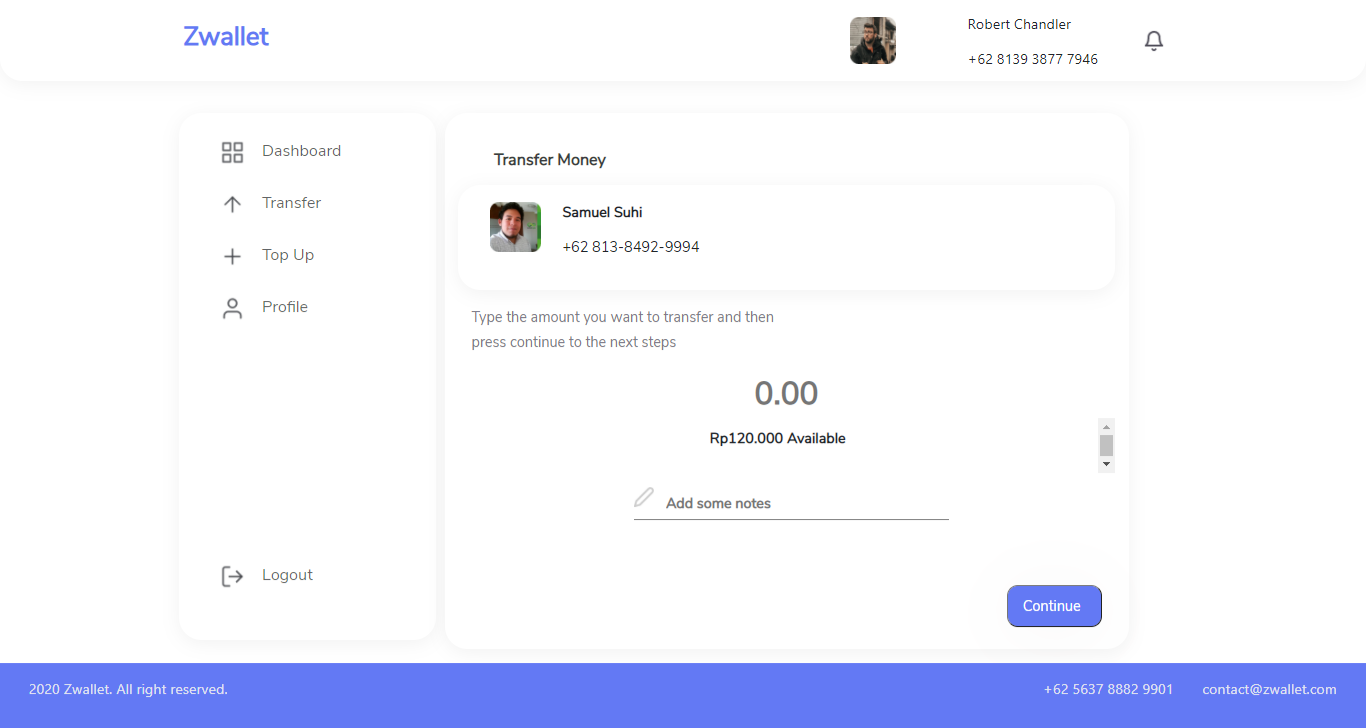 Zwallet
Robert Chandler
+62 8139 3877 7946
Dashboard
Transfer
Top Up
Profile
Logout
Transfer Money
Samuel Suhi
+62 813-8492-9994
Type the amount you want to transfer and then
press continue to the next steps
0.00
Rp120.000 Available
Add some notes
Continue
2020 Zwallet. All right reserved.
+62 5637 8882 9901
contact@zwallet.com